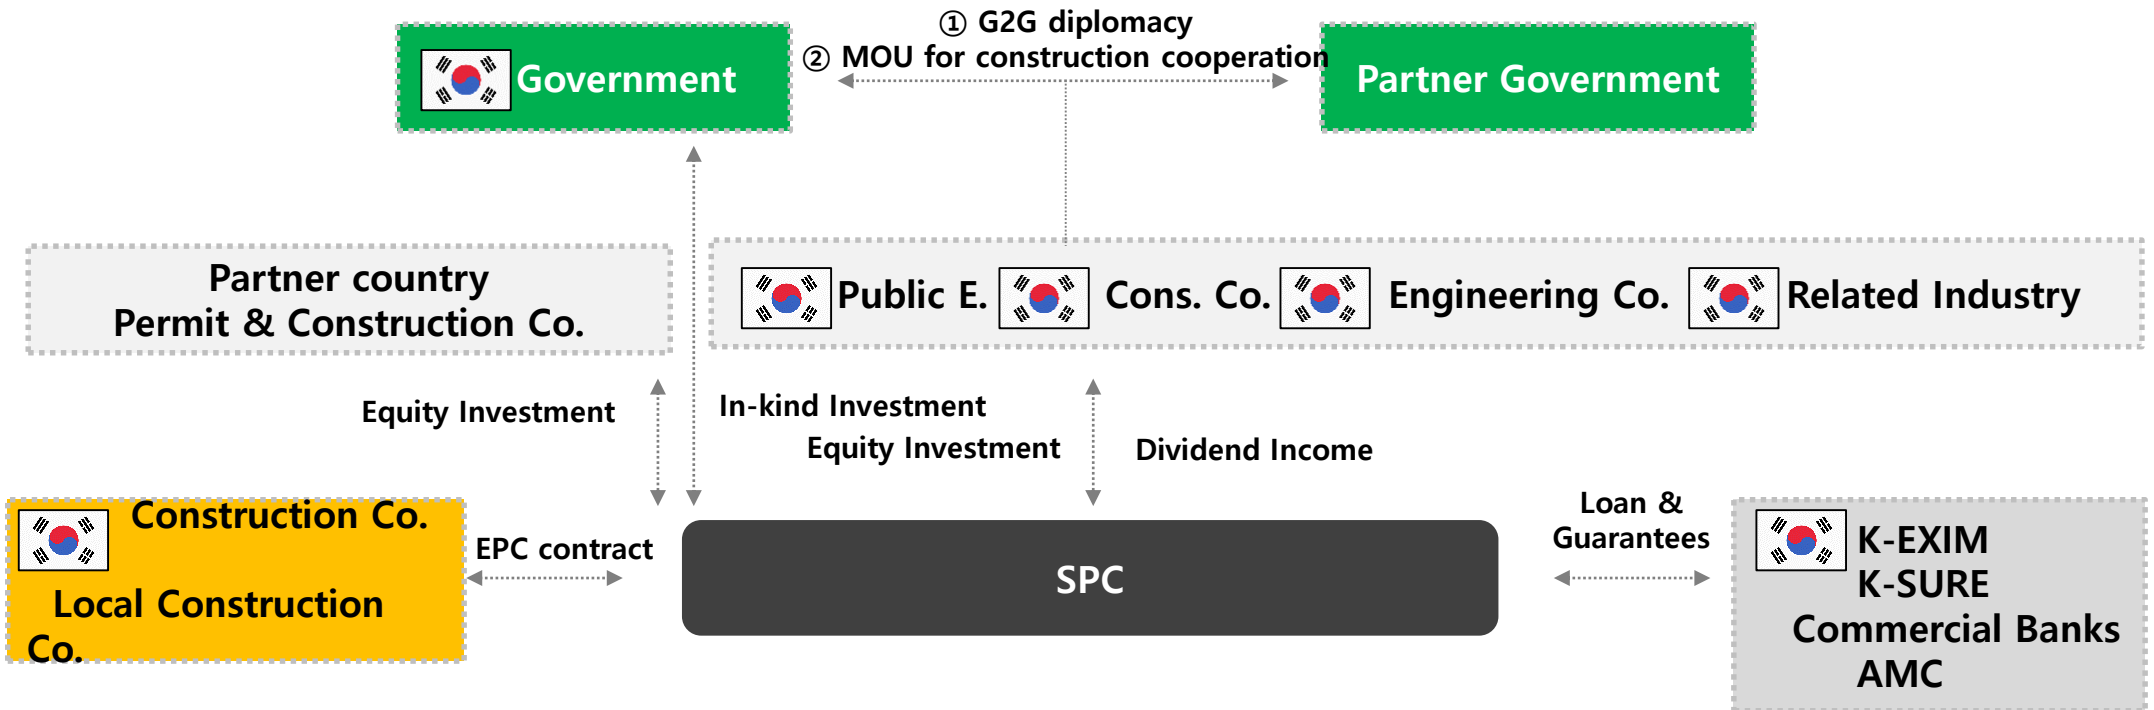 ① G2G diplomacy
② MOU for construction cooperation
Government
Partner Government
Partner country
Permit & Construction Co.
Public E.
Cons. Co.
Engineering Co.
Related Industry
Equity Investment
In-kind Investment
Equity Investment
Dividend Income
Construction Co.
Local Construction
Co.
EPC contract
SPC
Loan &
Guarantees
K-EXIM
K-SURE
Commercial Banks
AMC